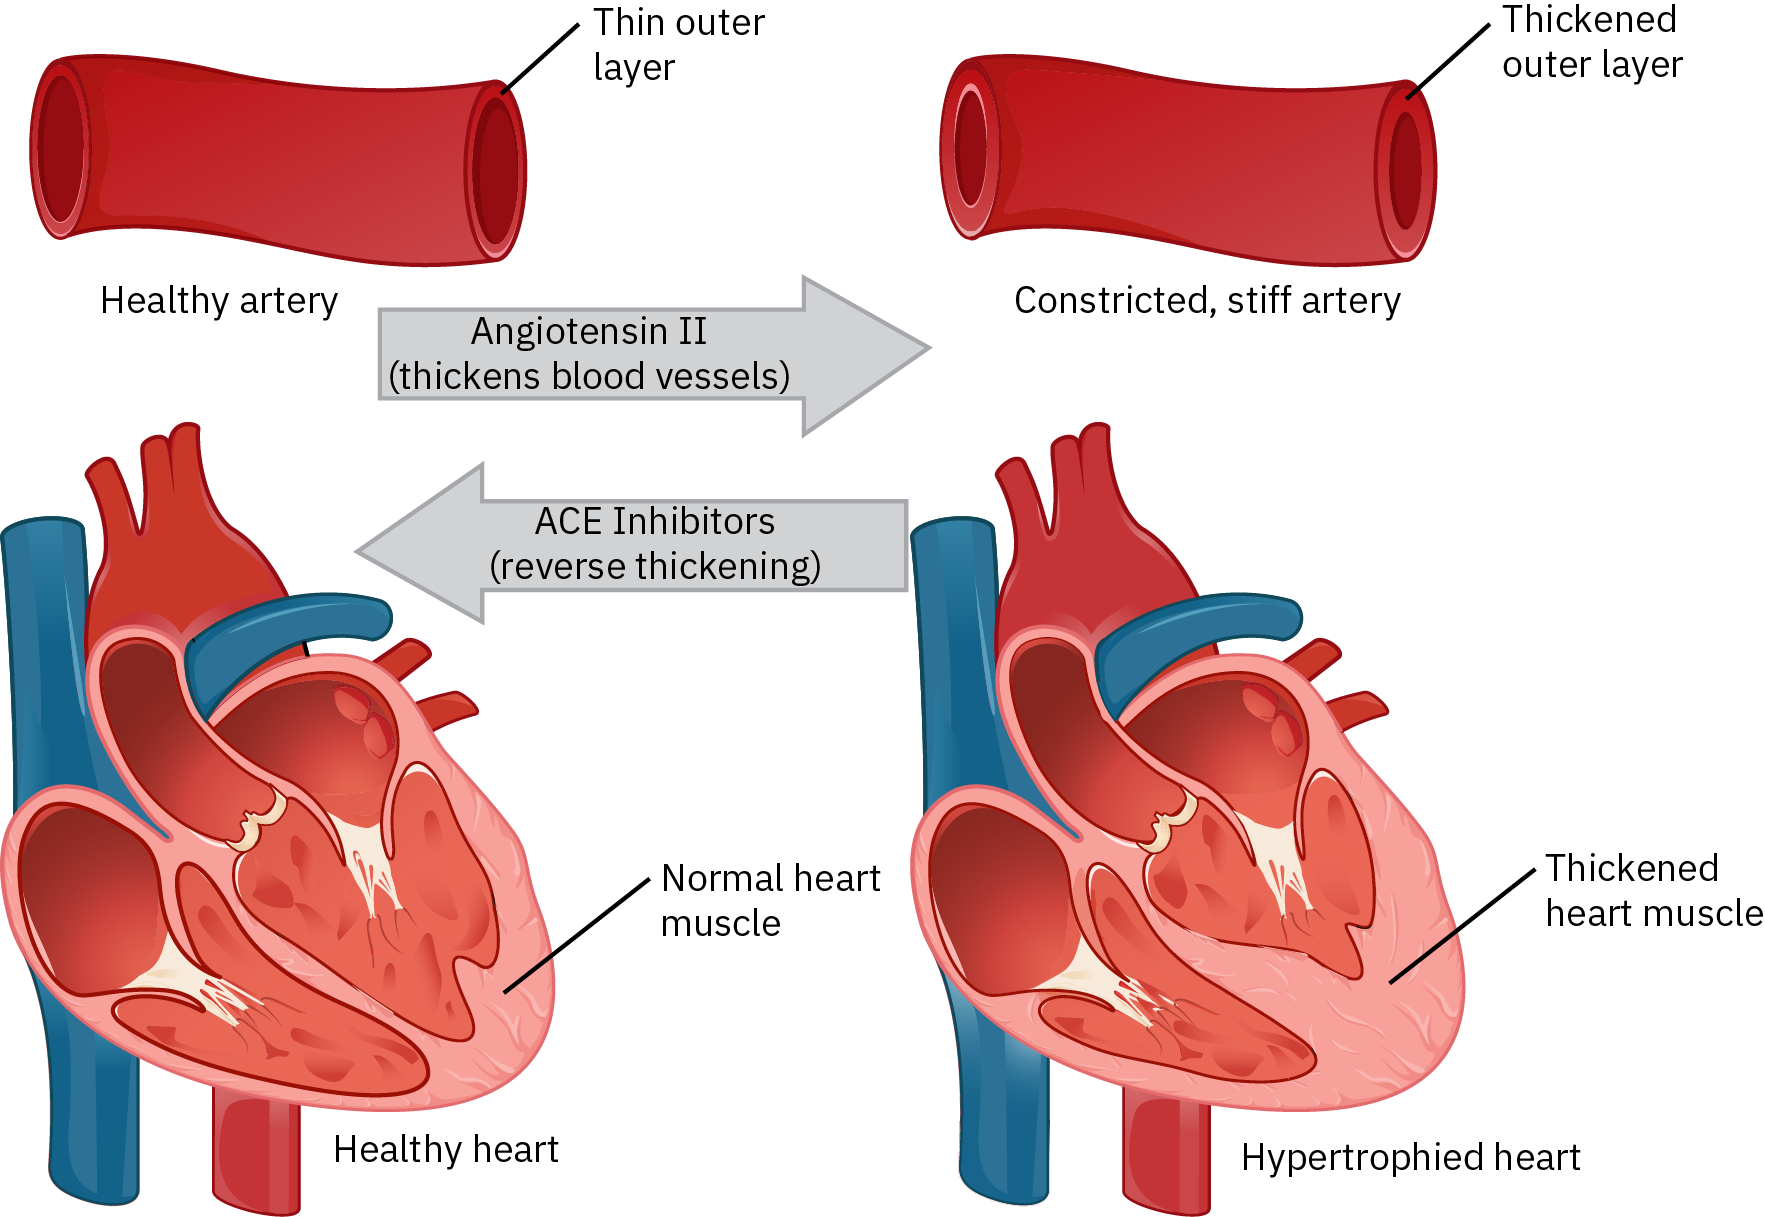 Thin outer
layer
Thickened
outer layer
Healthy artery
Constricted, stiff artery
Angiotensin II
(thickens blood vessels)
ACE Inhibitors
(reverse thickening)
Normal heart
muscle
Thickened
heart muscle
Healthy heart
Hypertrophied heart